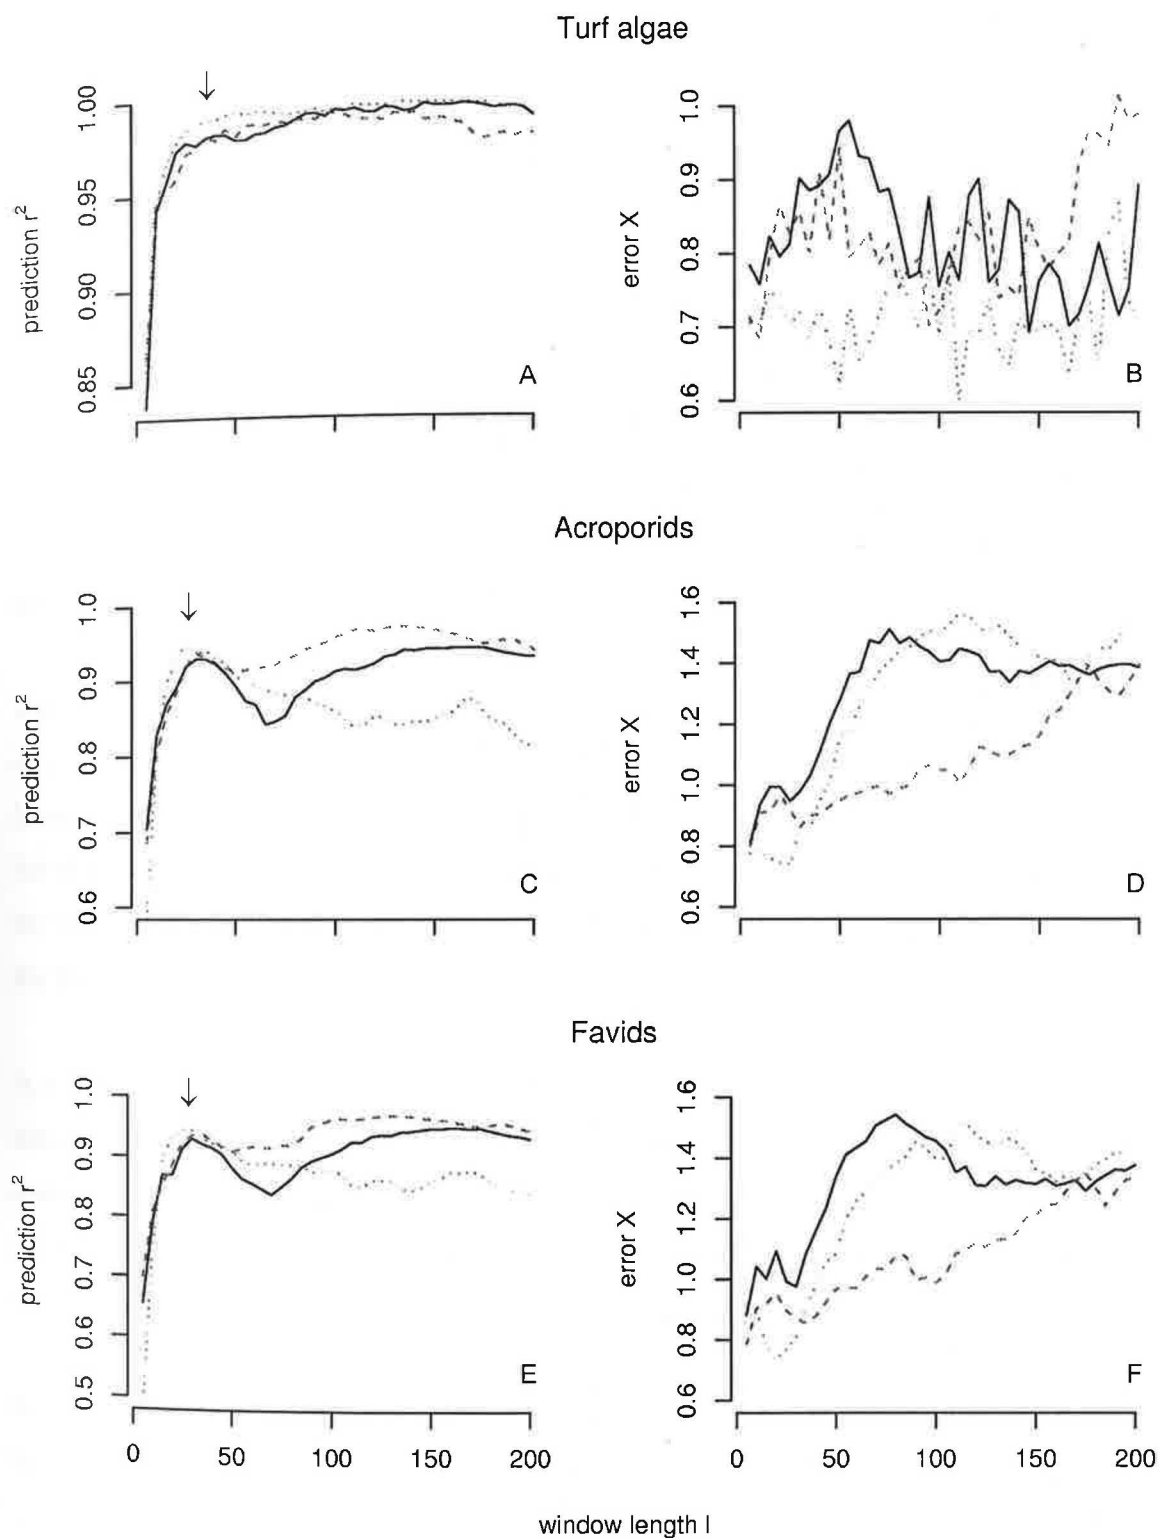 Turf algae
prediction r²
1.00
0.95
0.90
0.85
A
error X
1.0
0.9
0.8
0.7
0.6
B
Acroporids
prediction r²
1.0
0.9
0.8
0.7
0.6
C
error X
1.6
1.4
1.2
1.0
0.8
0.6
D
Favids
prediction r²
1.0
0.9
0.8
0.7
0.6
0.5
E
0 50 100 150 200
error X
1.6
1.4
1.2
1.0
0.8
0.6
F
0 50 100 150 200
window length l